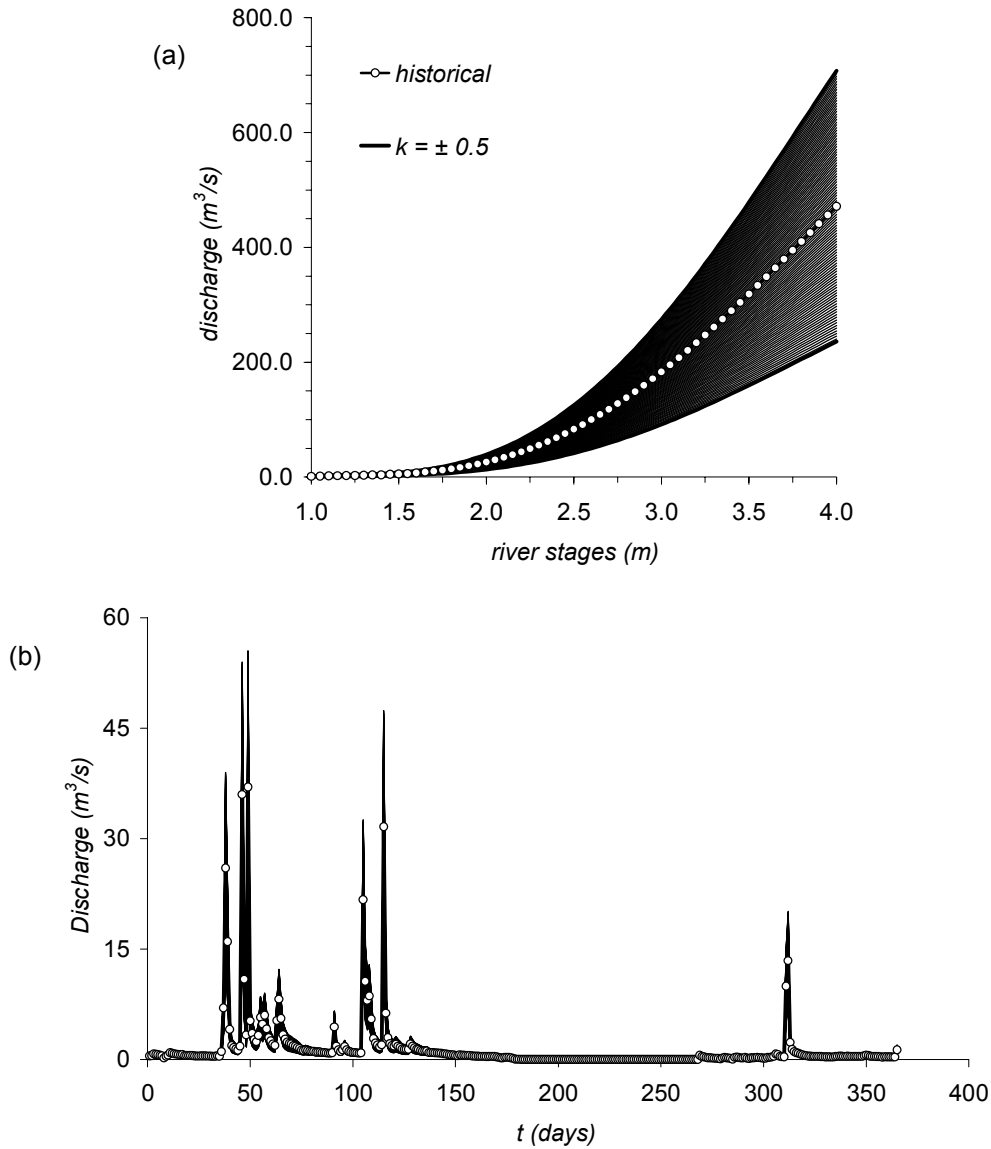 (a)
800.0
600.0
400.0
200.0
0.0
discharge (m³/s)
historical
k = ± 0.5
1.0 1.5 2.0 2.5 3.0 3.5 4.0
river stages (m)
(b)
60
45
30
15
0
Discharge (m³/s)
0 50 100 150 200 250 300 350 400
t (days)